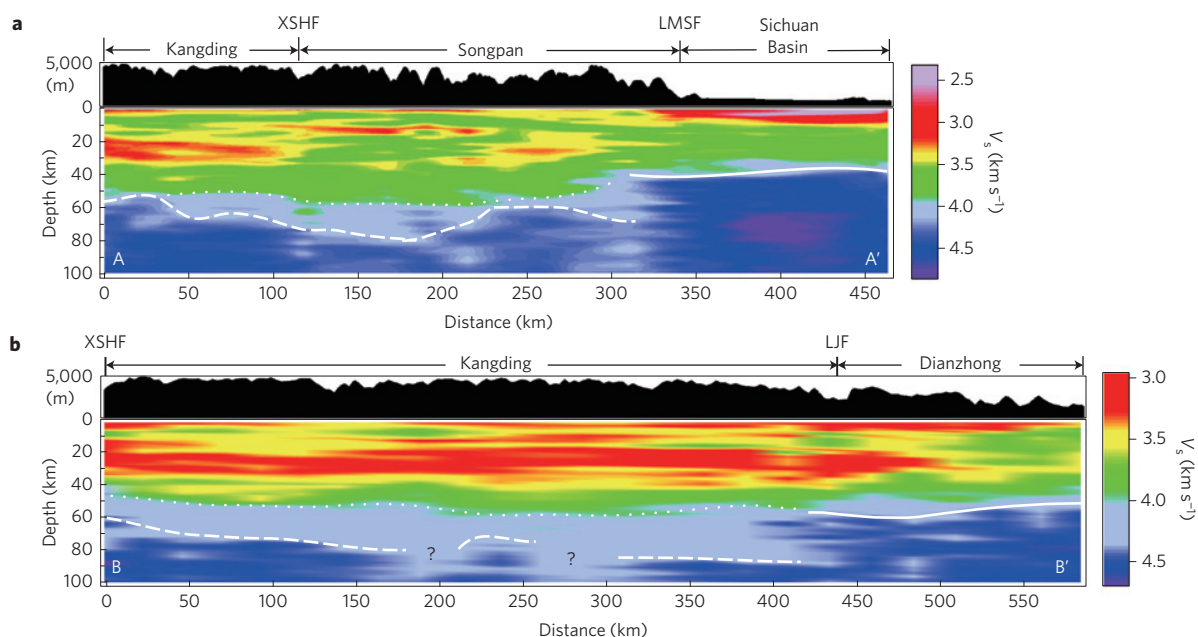 a
XSHF LMSF Sichuan
Kangding Songpan Basin
5,000
(m)
0
20
40
60
80
100
Depth (km)
A A′
0 50 100 150 200 250 300 350 400 450
Distance (km)
2.5
3.0
3.5
4.0
4.5
Vs (km s⁻¹)
b
XSHF LJF
Kangding Dianzhong
5,000
(m)
0
20
40
60
80
100
Depth (km)
? ?
B B′
0 50 100 150 200 250 300 350 400 450 500 550
Distance (km)
3.0
3.5
4.0
4.5
Vs (km s⁻¹)